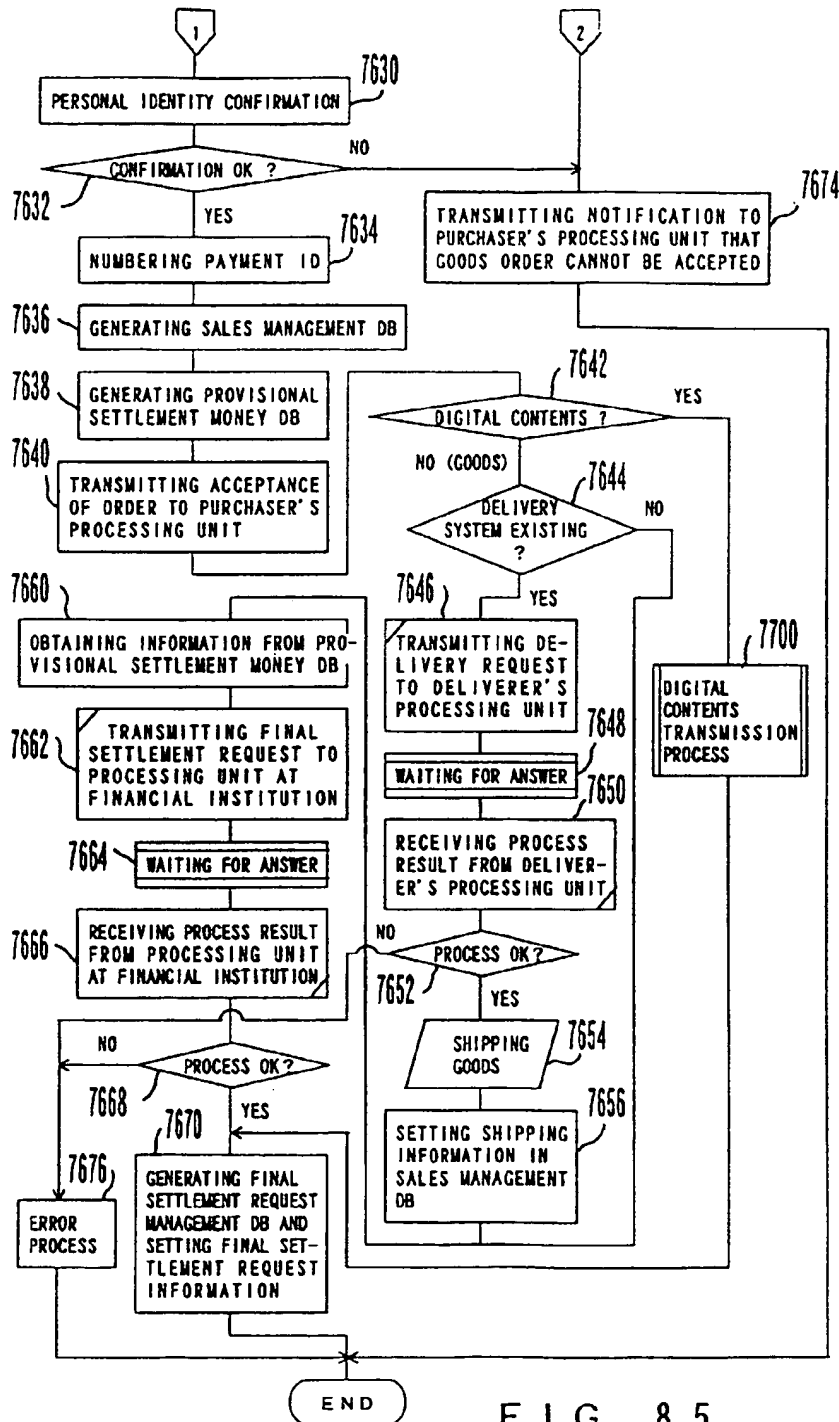 1
2
7630
PERSONAL IDENTITY CONFIRMATION
NO
CONFIRMATION OK ?
7632
YES
7674
TRANSMITTING NOTIFICATION TO
PURCHASER'S PROCESSING UNIT THAT
GOODS ORDER CANNOT BE ACCEPTED
7634
NUMBERING PAYMENT ID
7636
GENERATING SALES MANAGEMENT DB
7638
GENERATING PROVISIONAL
SETTLEMENT MONEY DB
7640
TRANSMITTING ACCEPTANCE
OF ORDER TO PURCHASER'S
PROCESSING UNIT
7642
YES
DIGITAL CONTENTS ?
NO (GOODS)
7644
DELIVERY
SYSTEM EXISTING
?
NO
YES
7646
TRANSMITTING DE-
LIVERY REQUEST
TO DELIVERER'S
PROCESSING UNIT
7648
WAITING FOR ANSWER
7650
RECEIVING PROCESS
RESULT FROM DELIVER-
ER'S PROCESSING UNIT
NO
PROCESS OK?
7652
YES
SHIPPING
GOODS
7654
7656
SETTING SHIPPING
INFORMATION IN
SALES MANAGEMENT
DB
7700
DIGITAL
CONTENTS
TRANSMISSION
PROCESS
7660
OBTAINING INFORMATION FROM PRO-
VISIONAL SETTLEMENT MONEY DB
7662
TRANSMITTING FINAL
SETTLEMENT REQUEST TO
PROCESSING UNIT AT
FINANCIAL INSTITUTION
7664
WAITING FOR ANSWER
7666
RECEIVING PROCESS RESULT
FROM PROCESSING UNIT
AT FINANCIAL INSTITUTION
NO
PROCESS OK?
7668
YES
7670
GENERATING FINAL
SETTLEMENT REQUEST
MANAGEMENT DB AND
SETTING FINAL SET-
TLEMENT REQUEST
INFORMATION
7676
ERROR
PROCESS
END
FIG. 85